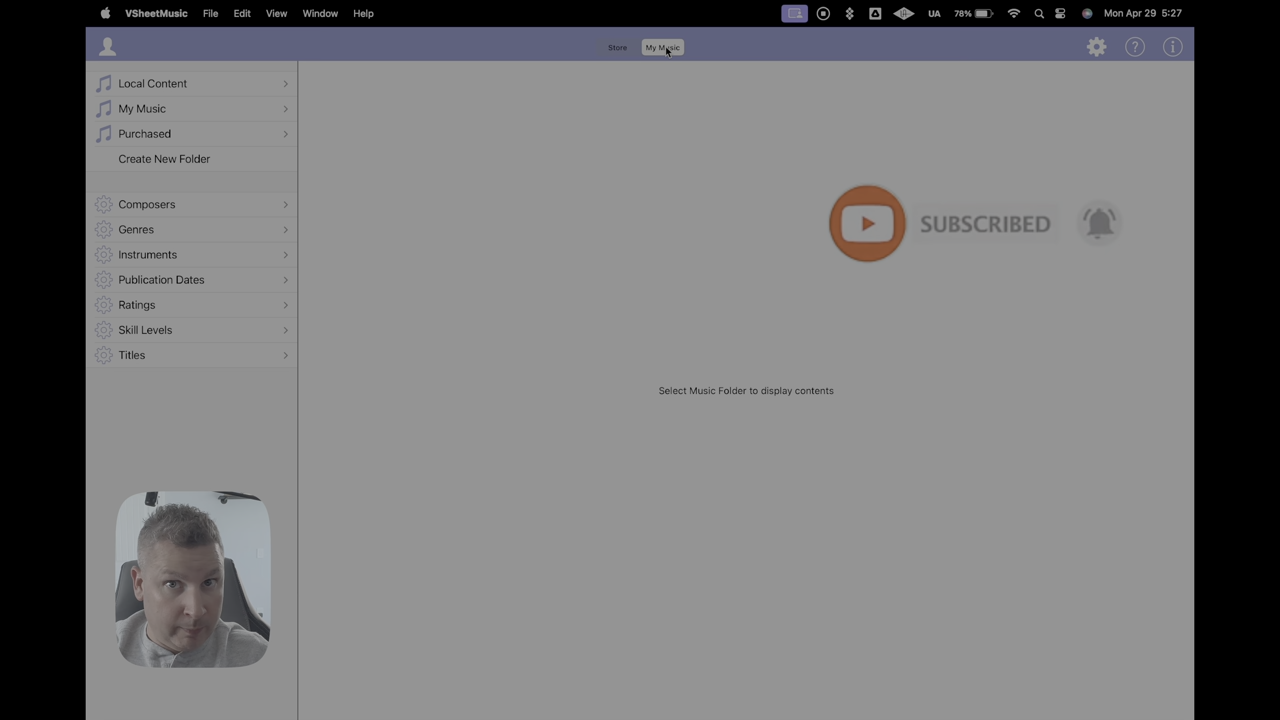 VSheetMusic File Edit View Window Help UA 78% Mon Apr 29 5:27
Store My Music
Local Content
My Music
Purchased
Create New Folder
Composers
Genres
Instruments
Publication Dates
Ratings
Skill Levels
Titles
SUBSCRIBED
Select Music Folder to display contents